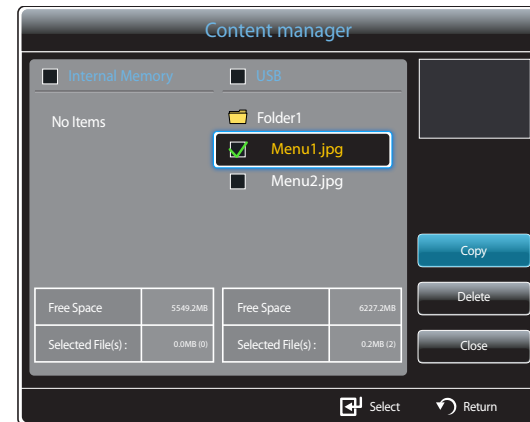 Content manager
Internal Memory USB
No Items Folder1
Menu1.jpg
Menu2.jpg
Copy
Delete
Close
Free Space 5549.2MB Free Space 6227.2MB
Selected File(s) : 0.0MB (0) Selected File(s) : 0.2MB (2)
Select Return